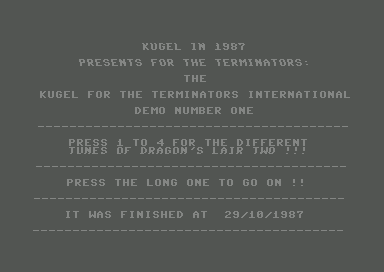 KUGEL IN 1987
PRESENTS FOR THE TERMINATORS:
THE
KUGEL FOR THE TERMINATORS INTERNATIONAL
DEMO NUMBER ONE
---------------------------------------
PRESS 1 TO 4 FOR THE DIFFERENT
TUNES OF DRAGON'S LAIR TWO !!!
---------------------------------------
PRESS THE LONG ONE TO GO ON !!
---------------------------------------
IT WAS FINISHED AT  29/10/1987
---------------------------------------